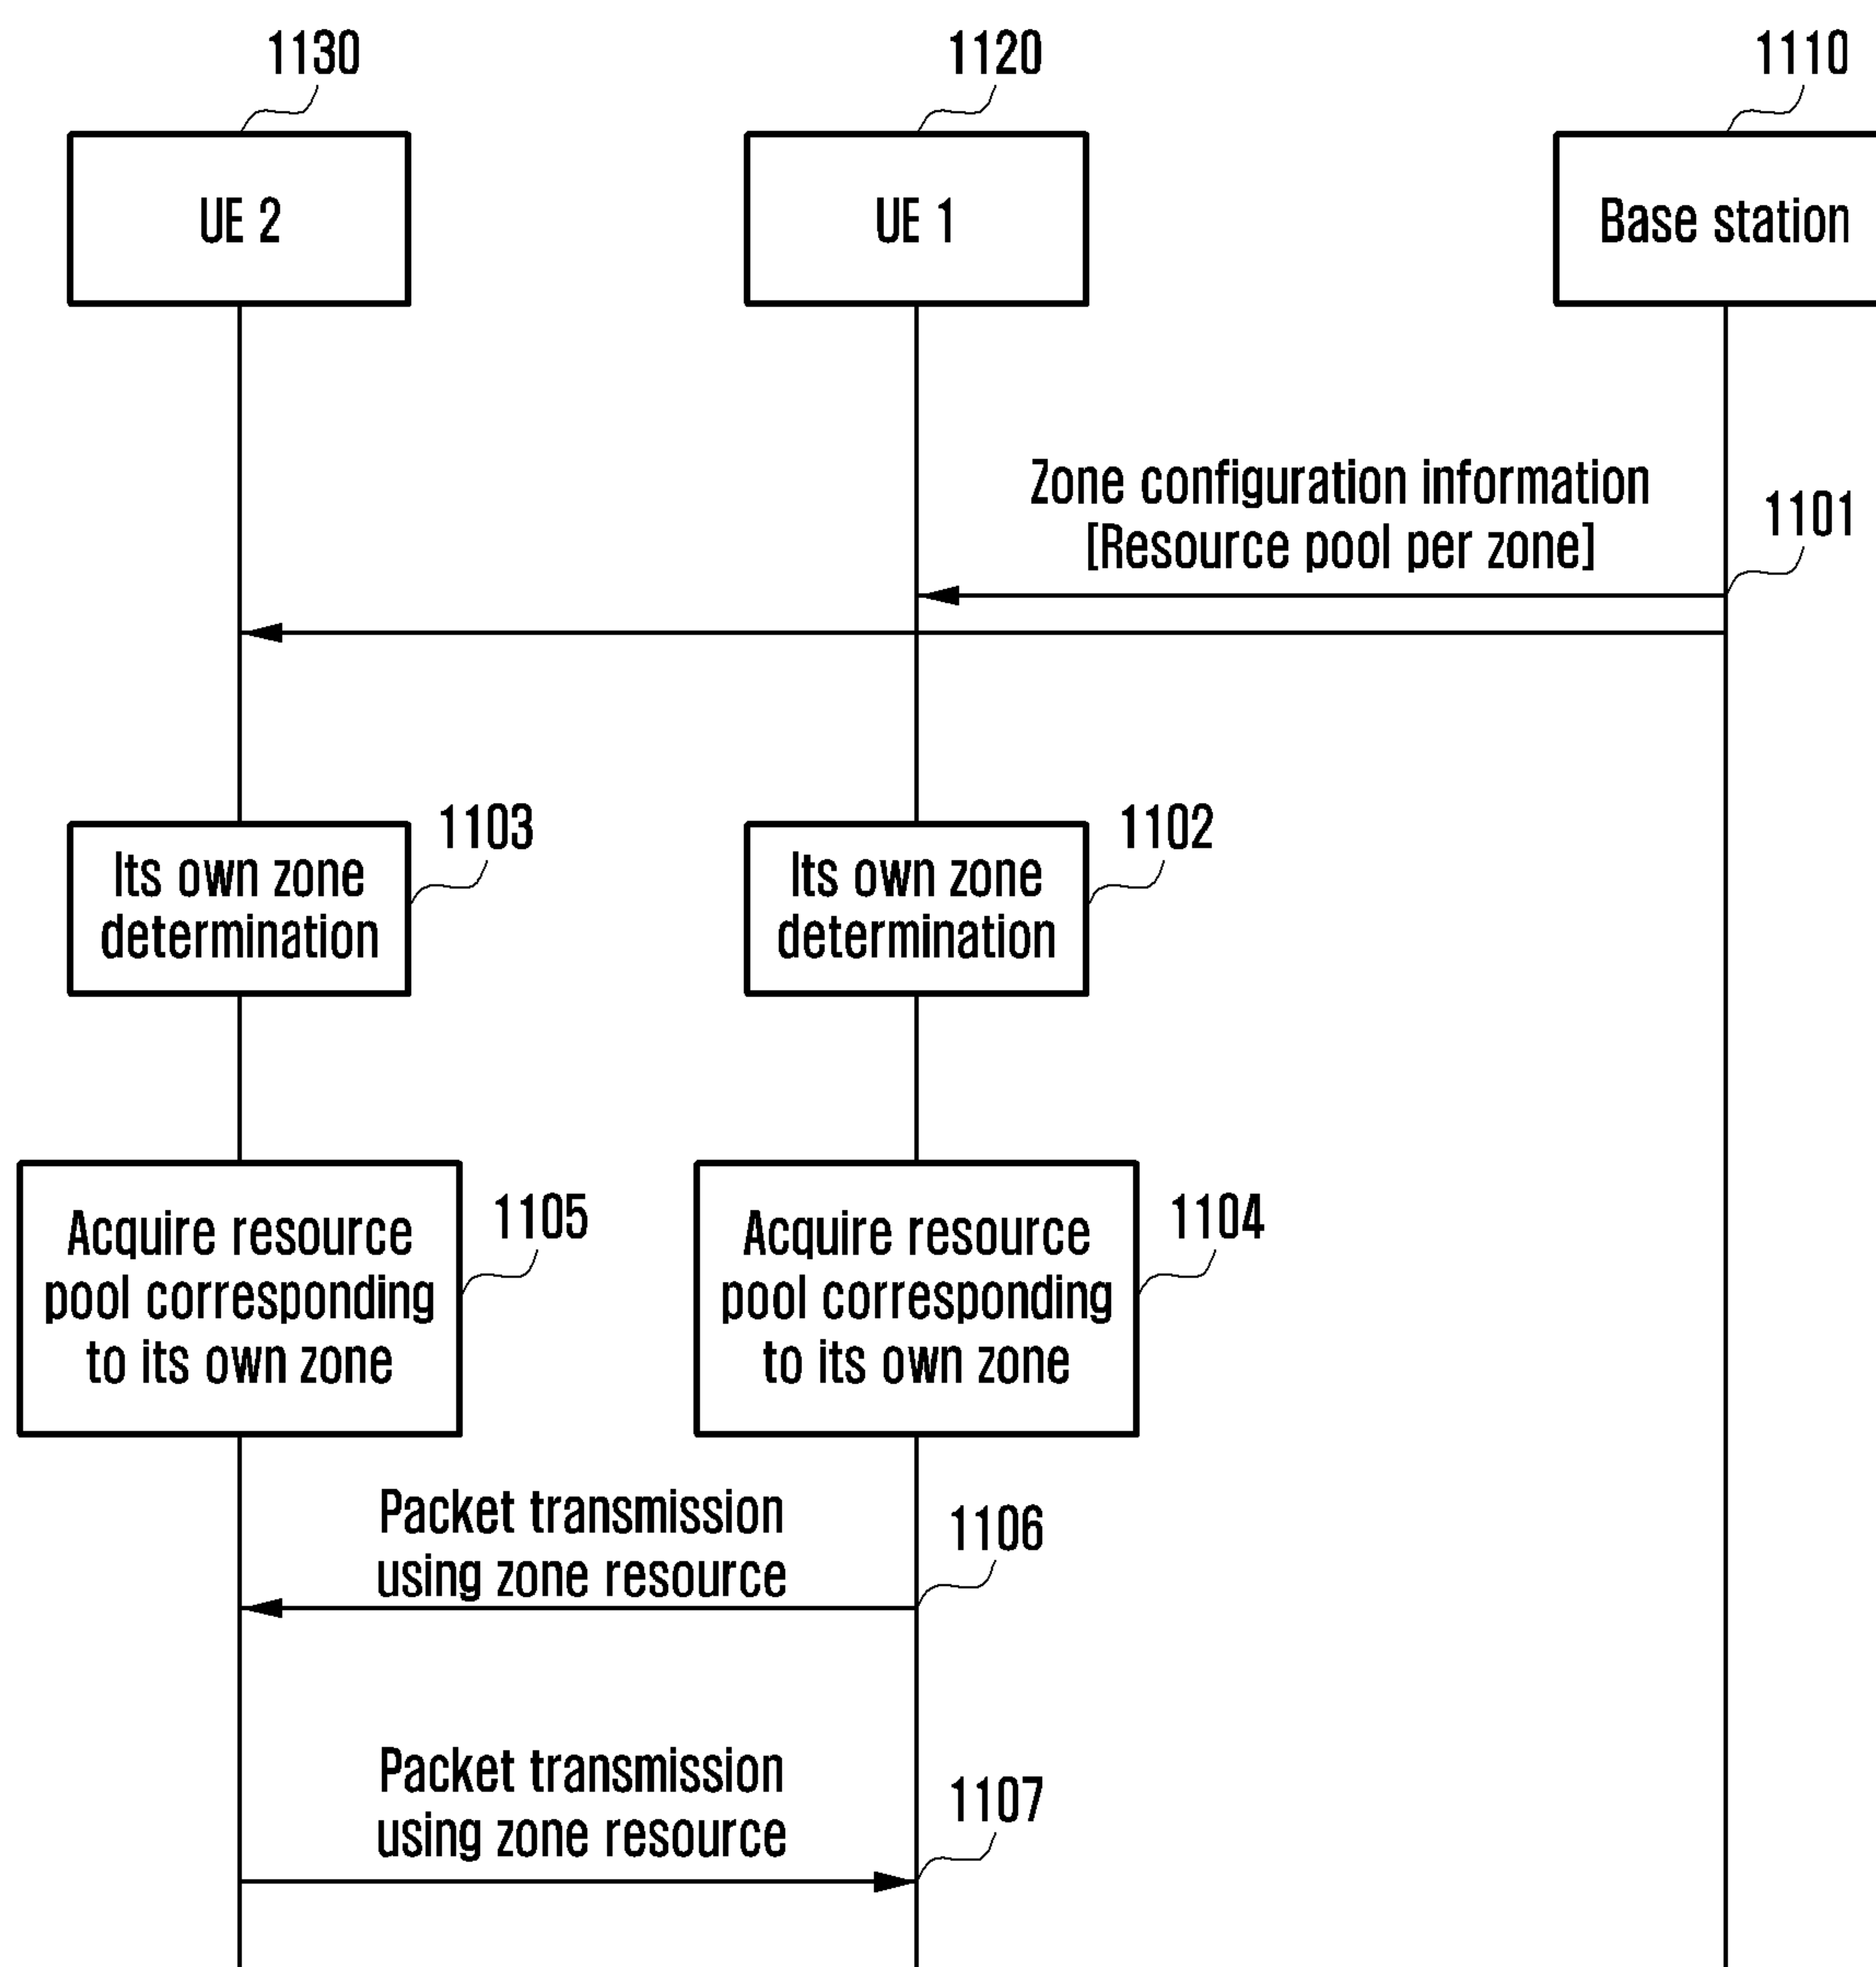 1130
1120
1110
UE 2
UE 1
Base station
Zone configuration information
[Resource pool per zone]
1101
1103
1102
Its own zone
determination
Its own zone
determination
1105
1104
Acquire resource
pool corresponding
to its own zone
Acquire resource
pool corresponding
to its own zone
Packet transmission
using zone resource
1106
Packet transmission
using zone resource
1107